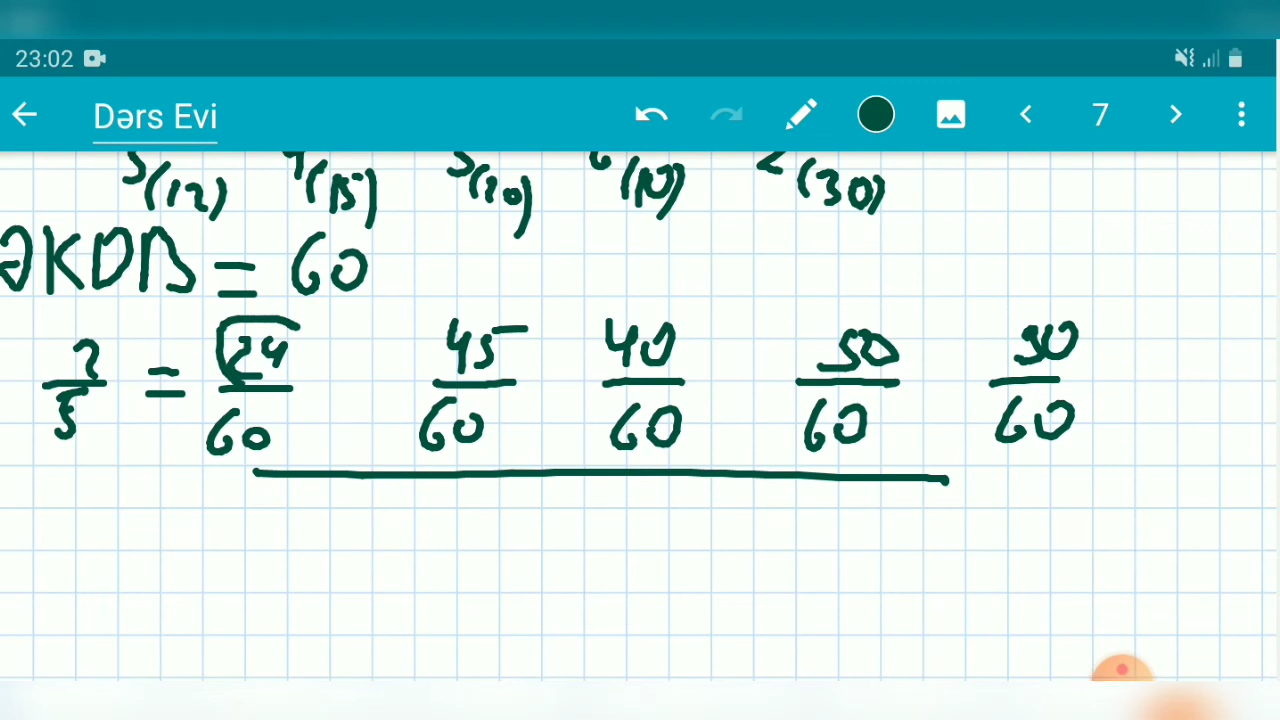 23:02
Dərs Evi 7
5(12) 4(15) 3(20) 6(10) 2(30)
ƏKOB = 60
2/5 = 24/60 45/60 40/60 50/60 30/60